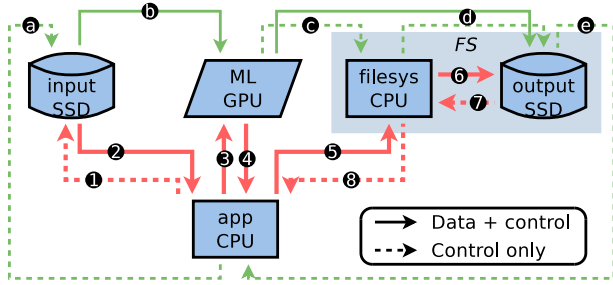 a
b
c
d
e
FS
input
SSD
ML
GPU
filesys
CPU
output
SSD
6
7
2
3
4
5
1
8
app
CPU
Data + control
Control only